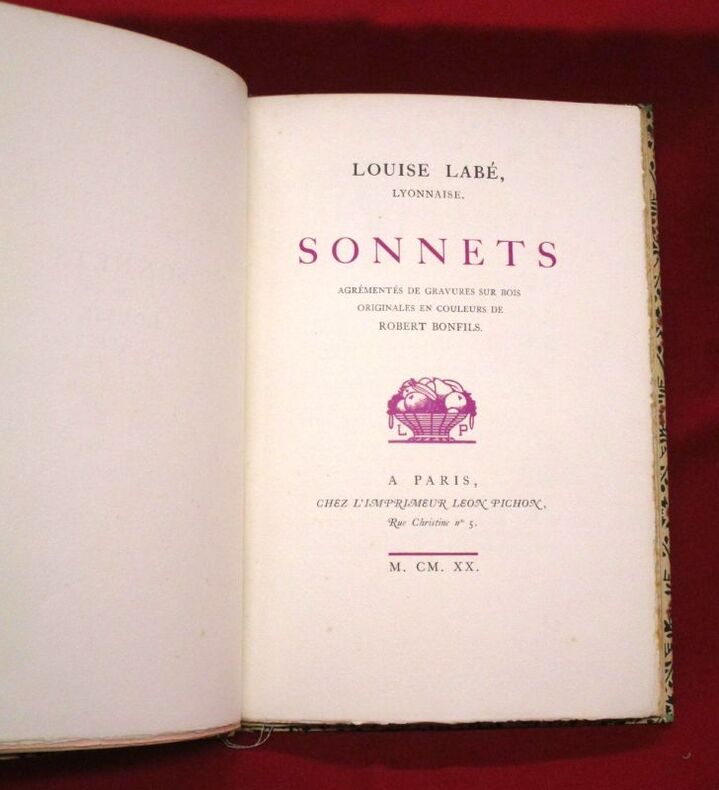 LOUISE LABÉ,
LYONNAISE.
SONNETS
AGRÉMENTÉS DE GRAVURES SUR BOIS
ORIGINALES EN COULEURS DE
ROBERT BONFILS.
L P
A PARIS,
CHEZ L'IMPRIMEUR LEON PICHON,
Rue Christine nº 5.
M. CM. XX.